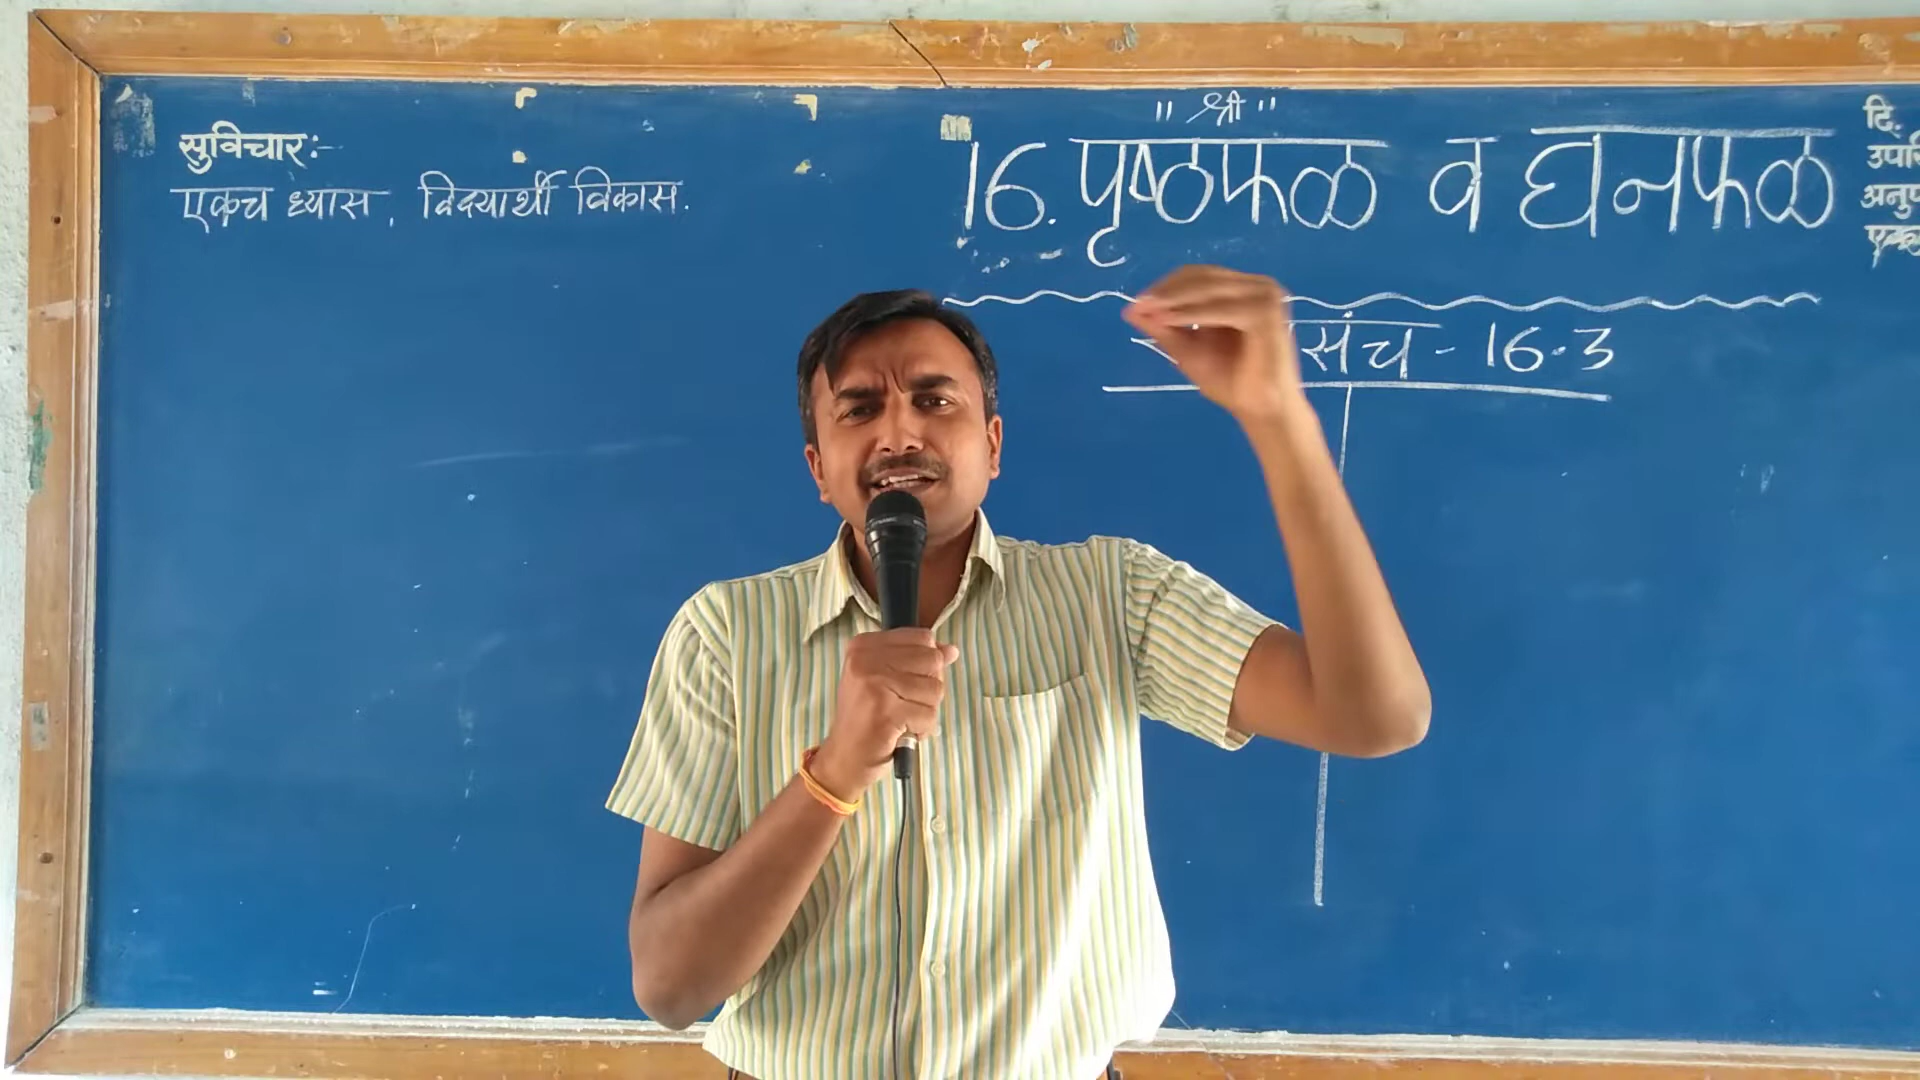 सुविचार:-
एकच ध्यास, विद्यार्थी विकास.
" श्री "
16. पृष्ठफळ व घनफळ
संच - 16.3
दि.